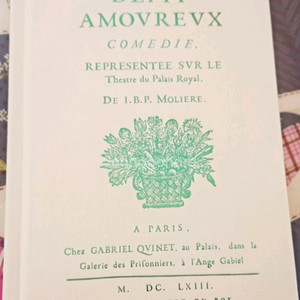 AMOVREVX
COMEDIE,
REPRESENTEE SVR LE
Theatre du Palais Royal.
DE I.B.P. MOLIERE.
A PARIS,
Chez GABRIEL QVINET, au Palais, dans la
Galerie des Prisonniers, à l'Ange Gabiel
M. DC. LXIII.